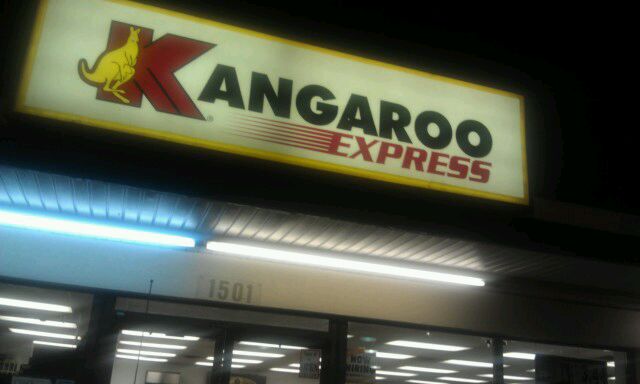 KANGAROO
EXPRESS
1501
NOW
HIRING